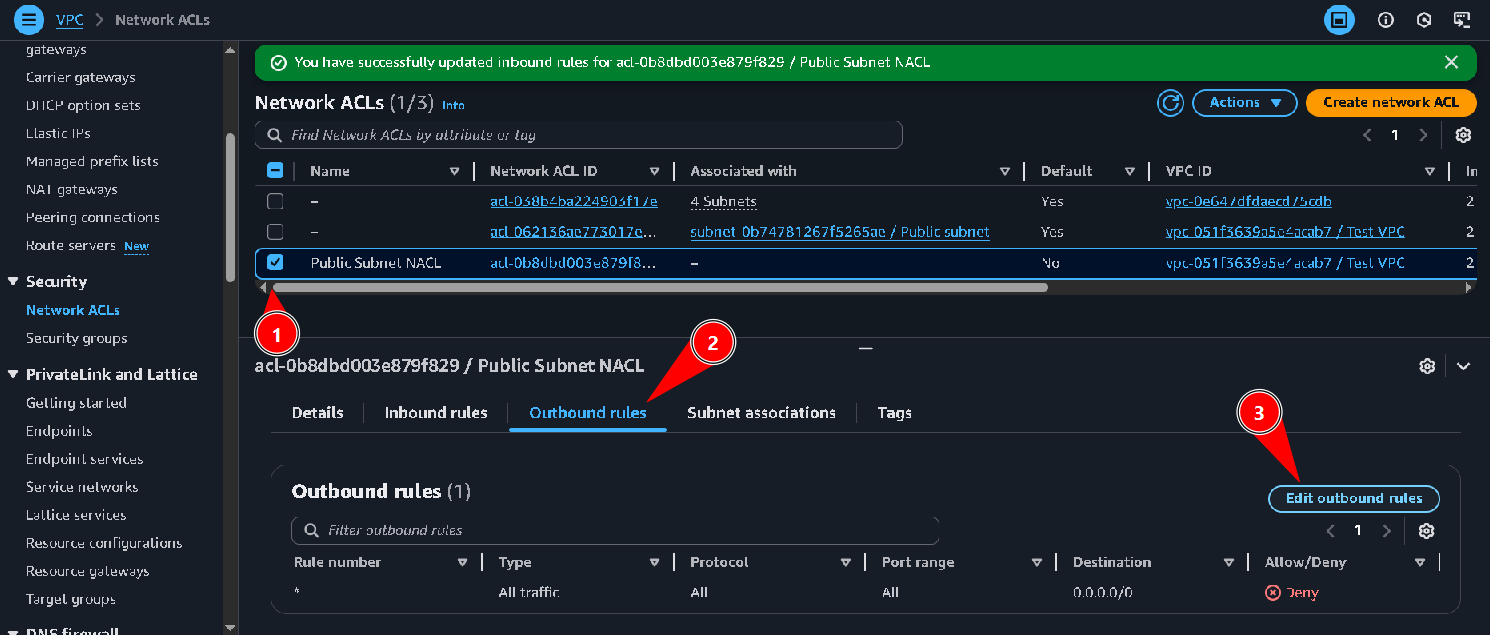 VPC > Network ACLs
gateways
Carrier gateways
DHCP option sets
Elastic IPs
Managed prefix lists
NAT gateways
Peering connections
Route servers New
Security
Network ACLs
Security groups
PrivateLink and Lattice
Getting started
Endpoints
Endpoint services
Service networks
Lattice services
Resource configurations
Resource gateways
Target groups
DNS firewall
You have successfully updated inbound rules for acl-0b8dbd003e879f829 / Public Subnet NACL
Network ACLs (1/3) Info
Actions
Create network ACL
Find Network ACLs by attribute or tag
1
Name Network ACL ID Associated with Default VPC ID In
– acl-038b4ba224903f17e 4 Subnets Yes vpc-0e647dfdaecd75cdb 2
– acl-062136ae773017e... subnet-0b74781267f5265ae / Public subnet Yes vpc-051f3639a5e4acab7 / Test VPC 2
Public Subnet NACL acl-0b8dbd003e879f8... – No vpc-051f3639a5e4acab7 / Test VPC 2
1
2
acl-0b8dbd003e879f829 / Public Subnet NACL
Details Inbound rules Outbound rules Subnet associations Tags
3
Outbound rules (1)
Edit outbound rules
Filter outbound rules
1
Rule number Type Protocol Port range Destination Allow/Deny
* All traffic All All 0.0.0.0/0 Deny